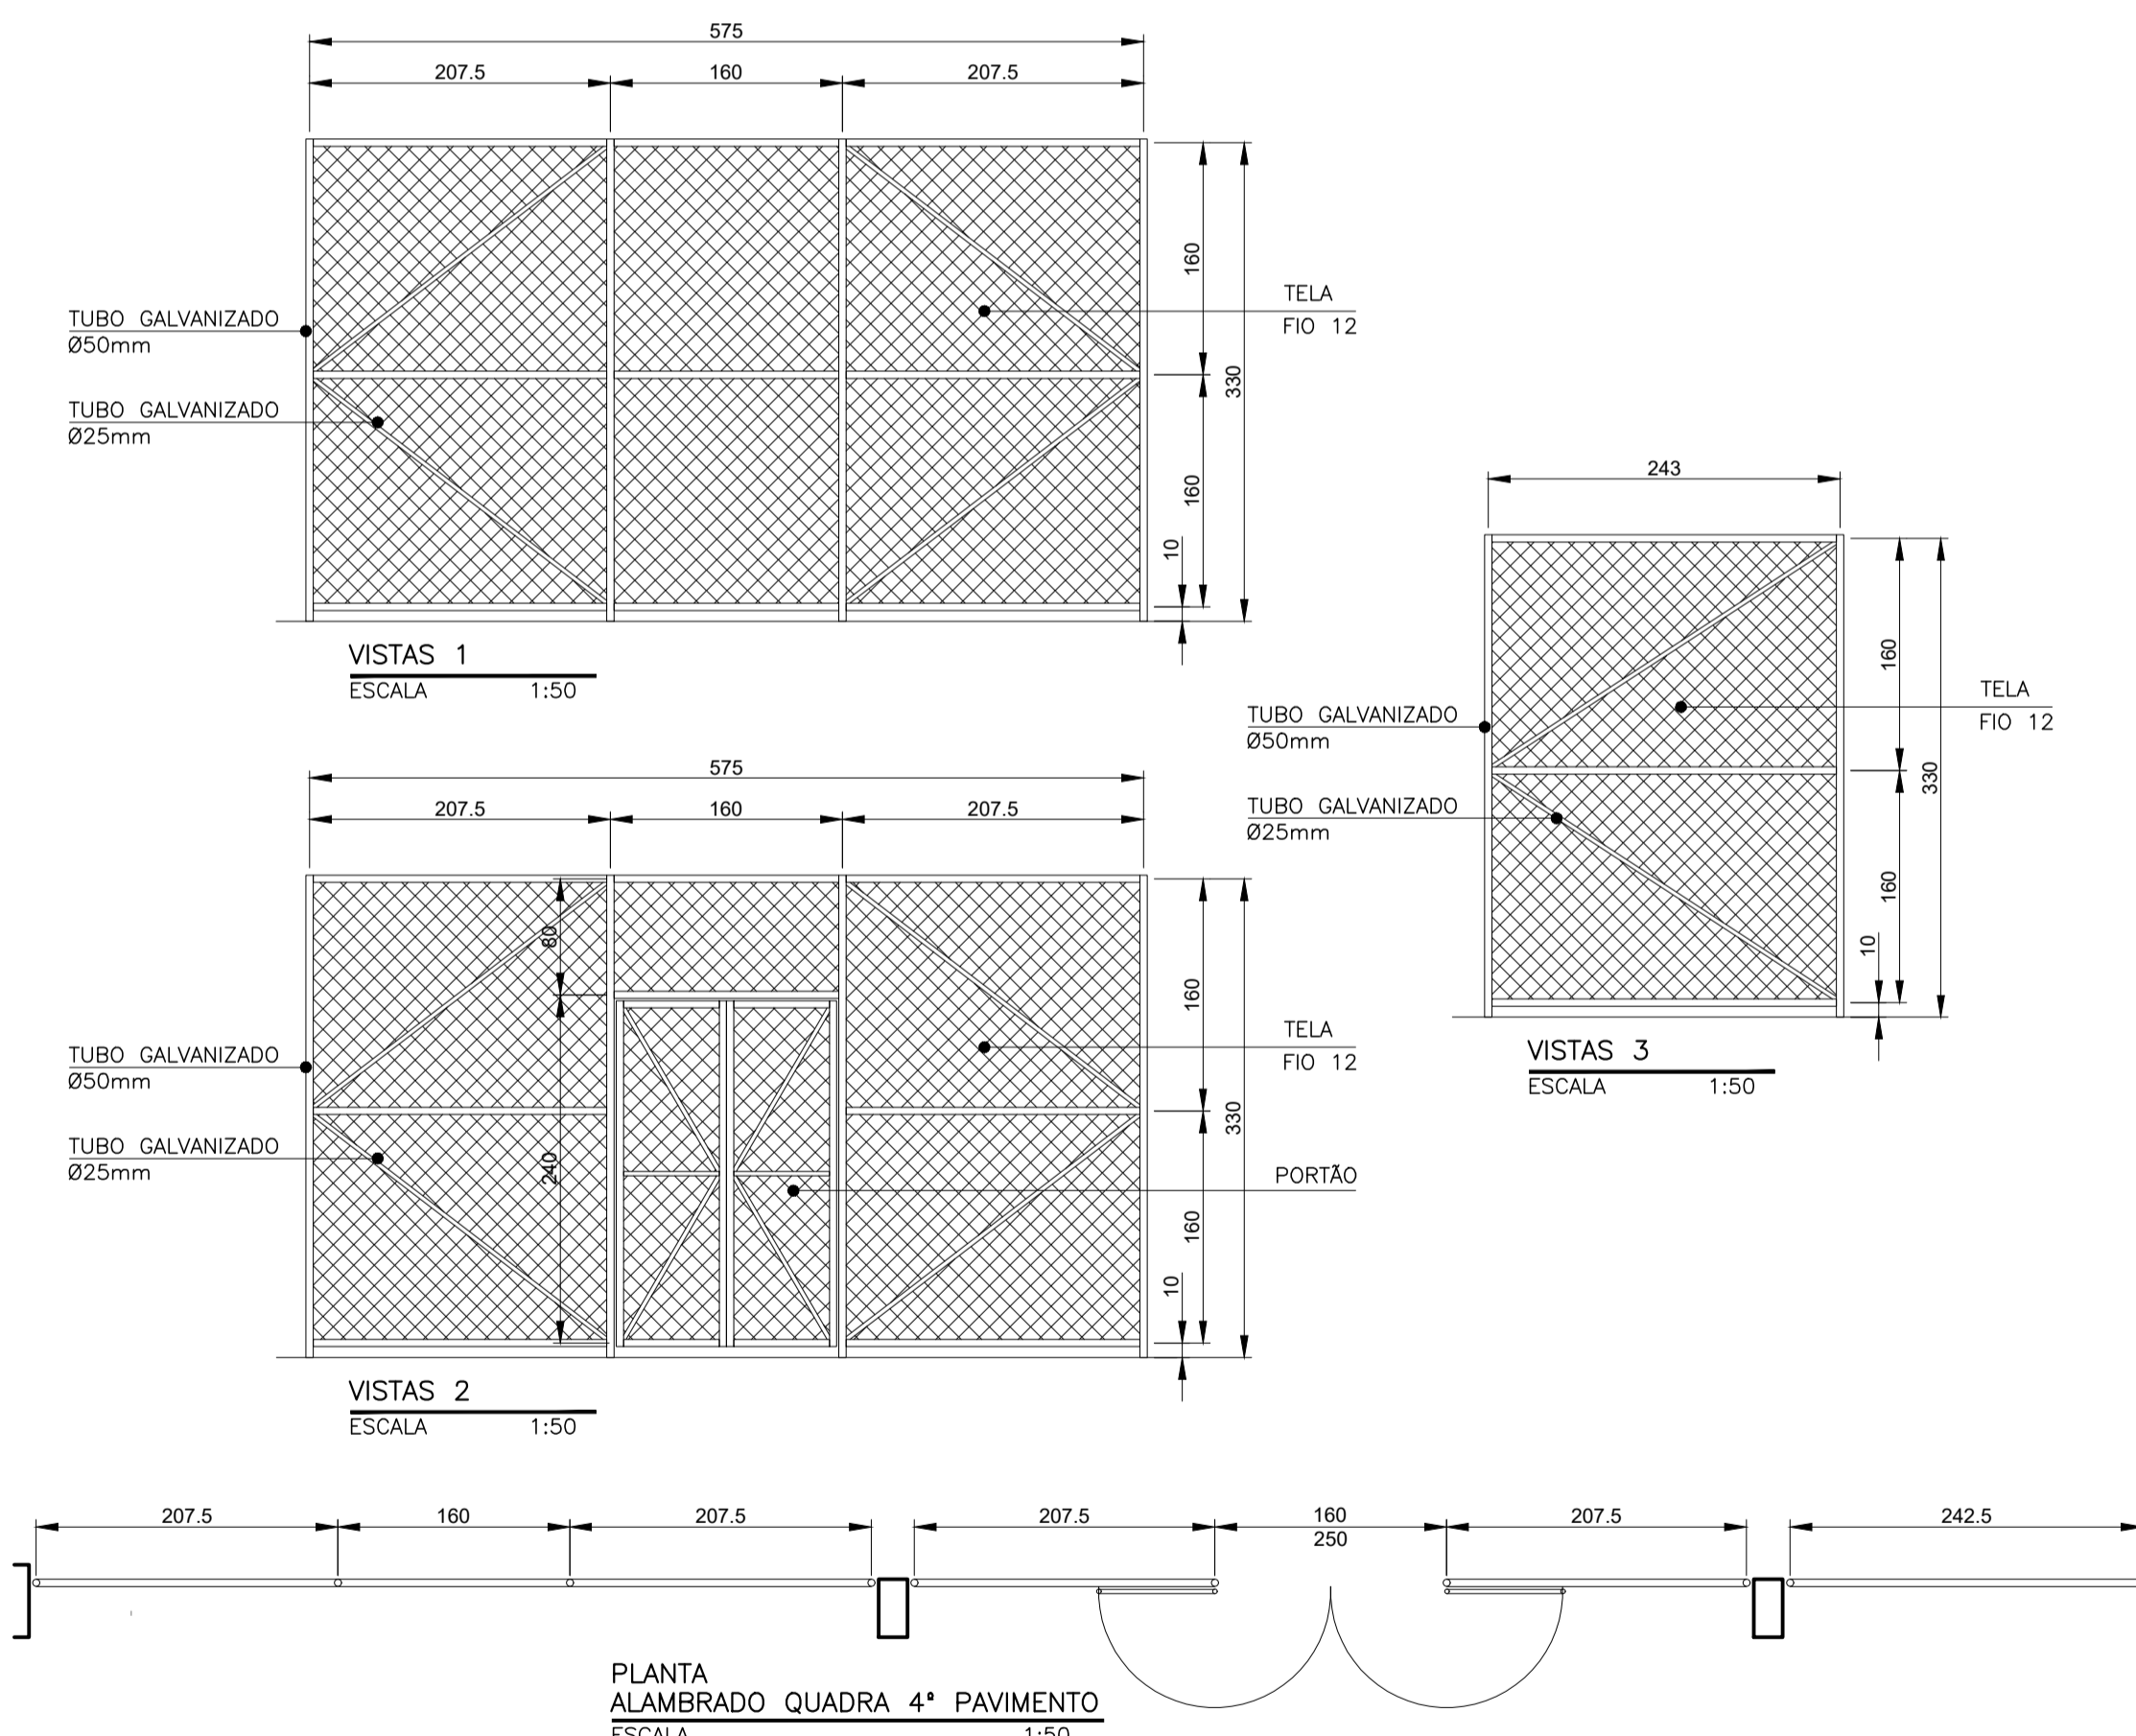 575
207.5 160 207.5
TUBO GALVANIZADO
Ø50mm
TUBO GALVANIZADO
Ø25mm
TELA
FIO 12
160
330
160
10
VISTAS 1
ESCALA 1:50
243
TUBO GALVANIZADO
Ø50mm
TUBO GALVANIZADO
Ø25mm
160
TELA
FIO 12
330
160
10
VISTAS 3
ESCALA 1:50
575
207.5 160 207.5
80
240
TUBO GALVANIZADO
Ø50mm
TUBO GALVANIZADO
Ø25mm
160
TELA
FIO 12
330
PORTÃO
160
10
VISTAS 2
ESCALA 1:50
207.5 160 207.5 207.5 160 207.5 242.5
250
PLANTA
ALAMBRADO QUADRA 4ª PAVIMENTO
ESCALA 1:50